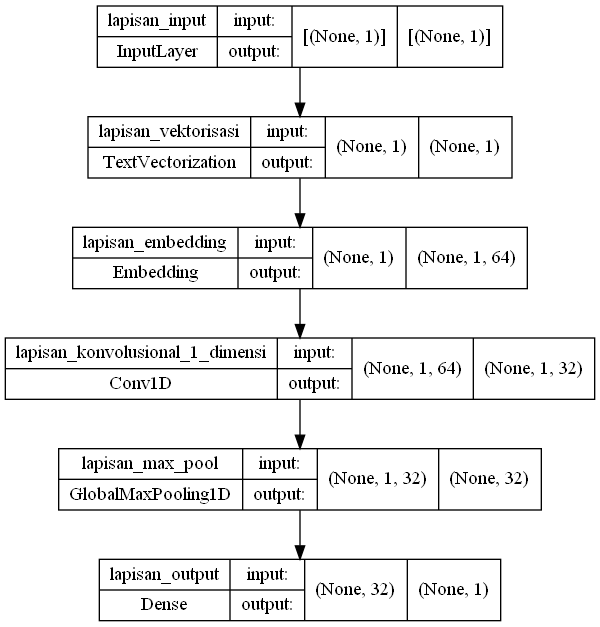 lapisan_input input: [(None, 1)] [(None, 1)]
InputLayer output:
lapisan_vektorisasi input: (None, 1) (None, 1)
TextVectorization output:
lapisan_embedding input: (None, 1) (None, 1, 64)
Embedding output:
lapisan_konvolusional_1_dimensi input: (None, 1, 64) (None, 1, 32)
Conv1D output:
lapisan_max_pool input: (None, 1, 32) (None, 32)
GlobalMaxPooling1D output:
lapisan_output input: (None, 32) (None, 1)
Dense output: